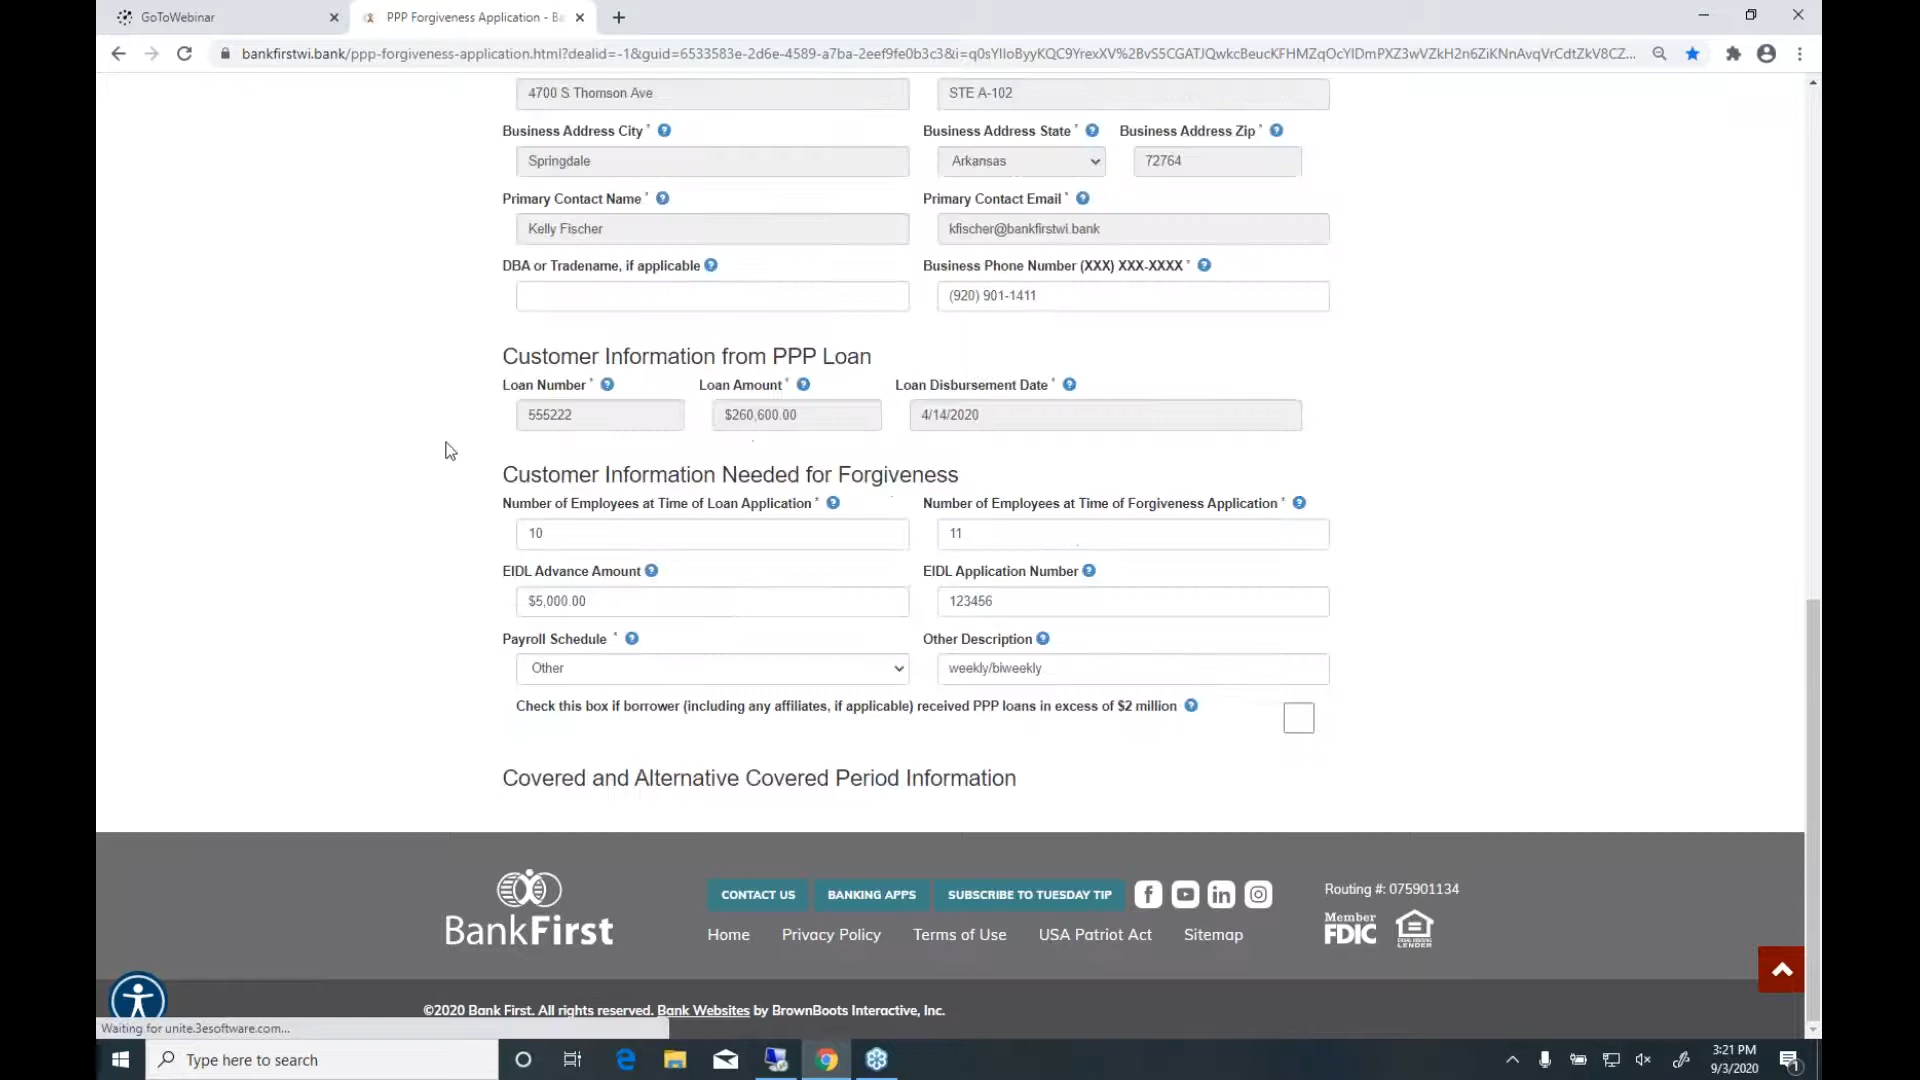 GoToWebinar
PPP Forgiveness Application - Ba
bankfirstwi.bank/ppp-forgiveness-application.html?dealid=-1&guid=6533583e-2d6e-4589-a7ba-2eef9fe0b3c3&i=
4700 S Thomson Ave STE A-102
Business Address City * Business Address State * Business Address Zip *
Springdale Arkansas 72764
Primary Contact Name * Primary Contact Email *
Kelly Fischer kfischer@bankfirstwi.bank
DBA or Tradename, if applicable Business Phone Number (XXX) XXX-XXXX *
(920) 901-1411
Customer Information from PPP Loan
Loan Number * Loan Amount * Loan Disbursement Date *
555222 $260,600.00 4/14/2020
Customer Information Needed for Forgiveness
Number of Employees at Time of Loan Application * Number of Employees at Time of Forgiveness Application *
10 11
EIDL Advance Amount EIDL Application Number
$5,000.00 123456
Payroll Schedule * Other Description
Other weekly/biweekly
Check this box if borrower (including any affiliates, if applicable) received PPP loans in excess of $2 million
Covered and Alternative Covered Period Information
BankFirst
CONTACT US BANKING APPS SUBSCRIBE TO TUESDAY TIP
Home Privacy Policy Terms of Use USA Patriot Act Sitemap
Routing #: 075901134
Member
FDIC
EQUAL HOUSING
LENDER
©2020 Bank First. All rights reserved. Bank Websites by BrownBoots Interactive, Inc.
Waiting for unite.3esoftware.com...
Type here to search
3:21 PM
9/3/2020
1